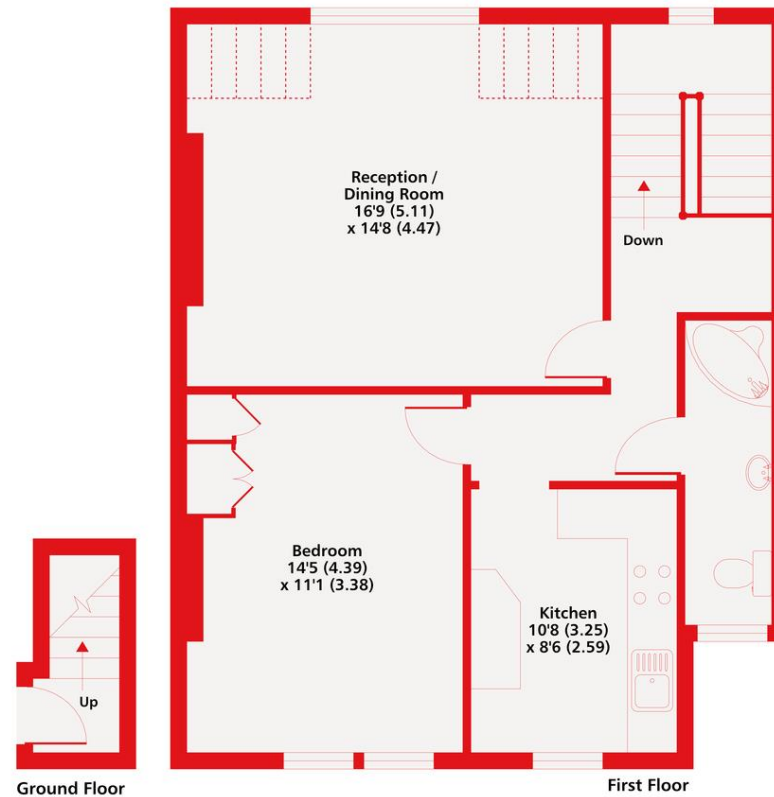 Reception /
Dining Room
16'9 (5.11)
x 14'8 (4.47)
Down
Bedroom
14'5 (4.39)
x 11'1 (3.38)
Kitchen
10'8 (3.25)
x 8'6 (2.59)
Up
Ground Floor
First Floor